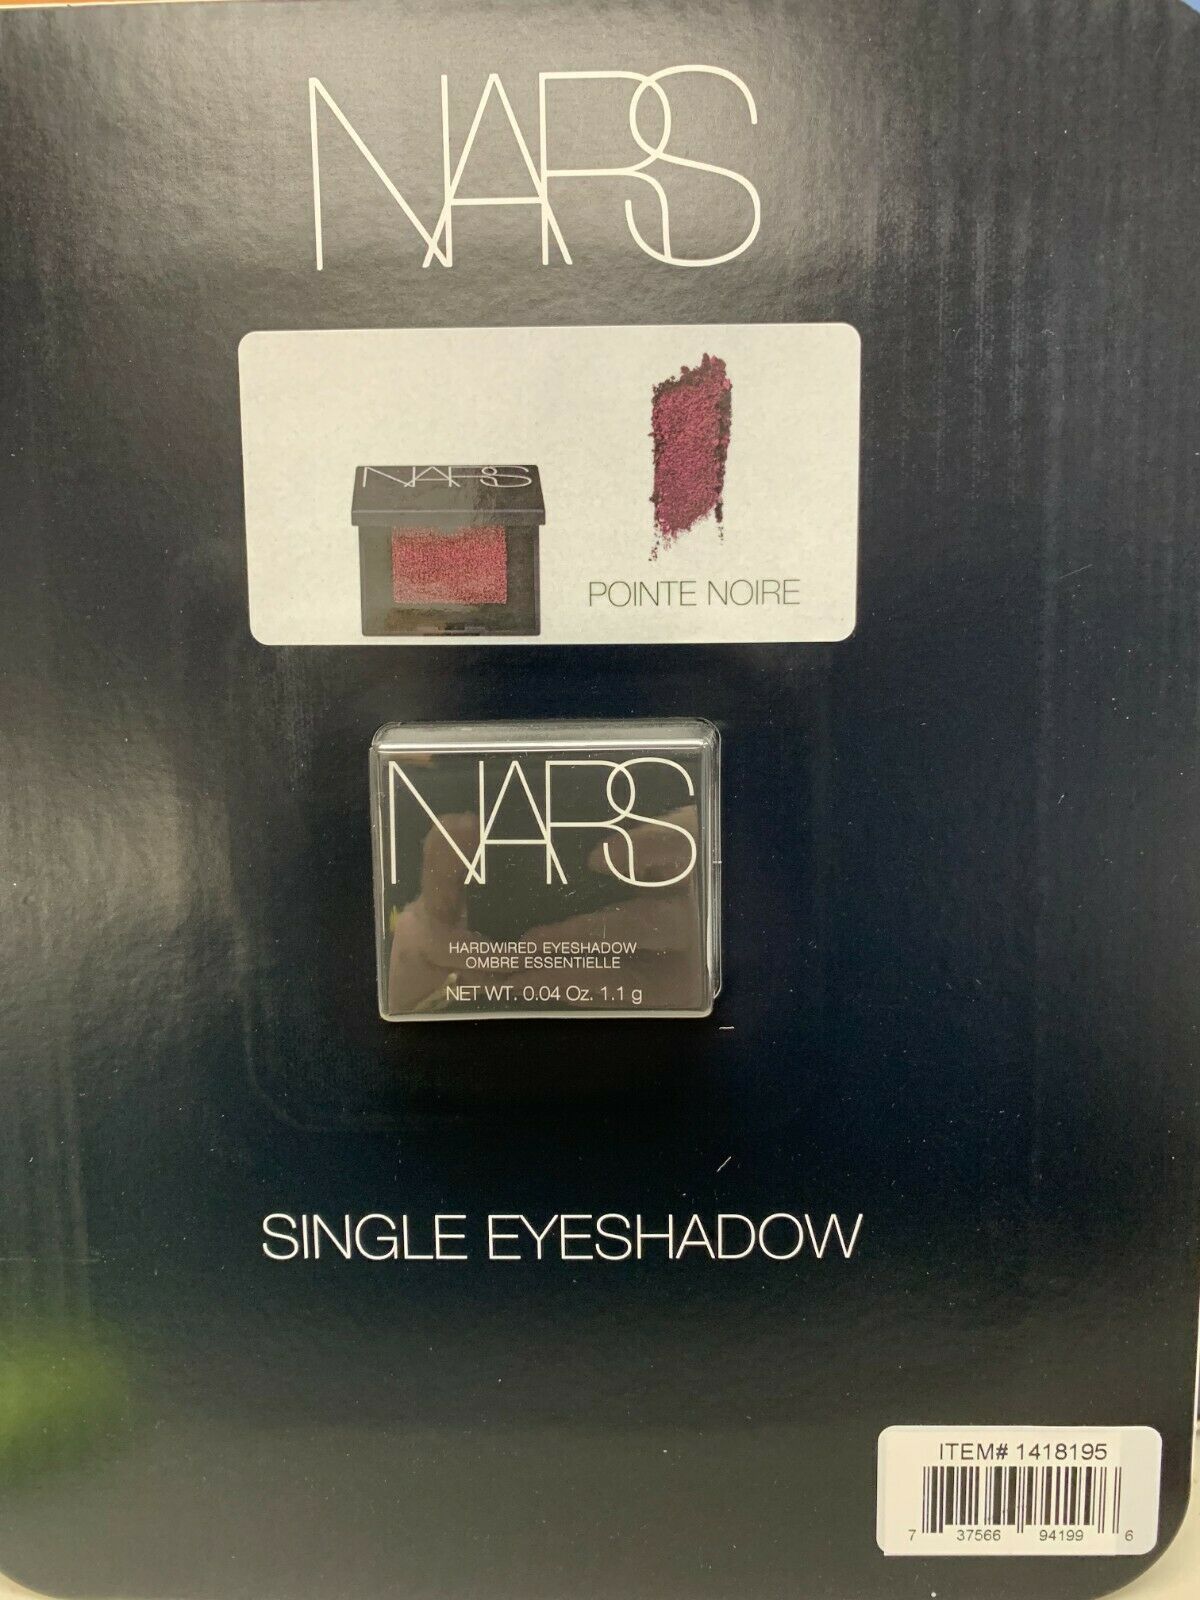 NARS
NARS
POINTE NOIRE
NARS
HARDWIRED EYESHADOW
OMBRE ESSENTIELLE
NET WT. 0.04 Oz. 1.1 g
SINGLE EYESHADOW
ITEM# 1418195
7 37566 94199 6